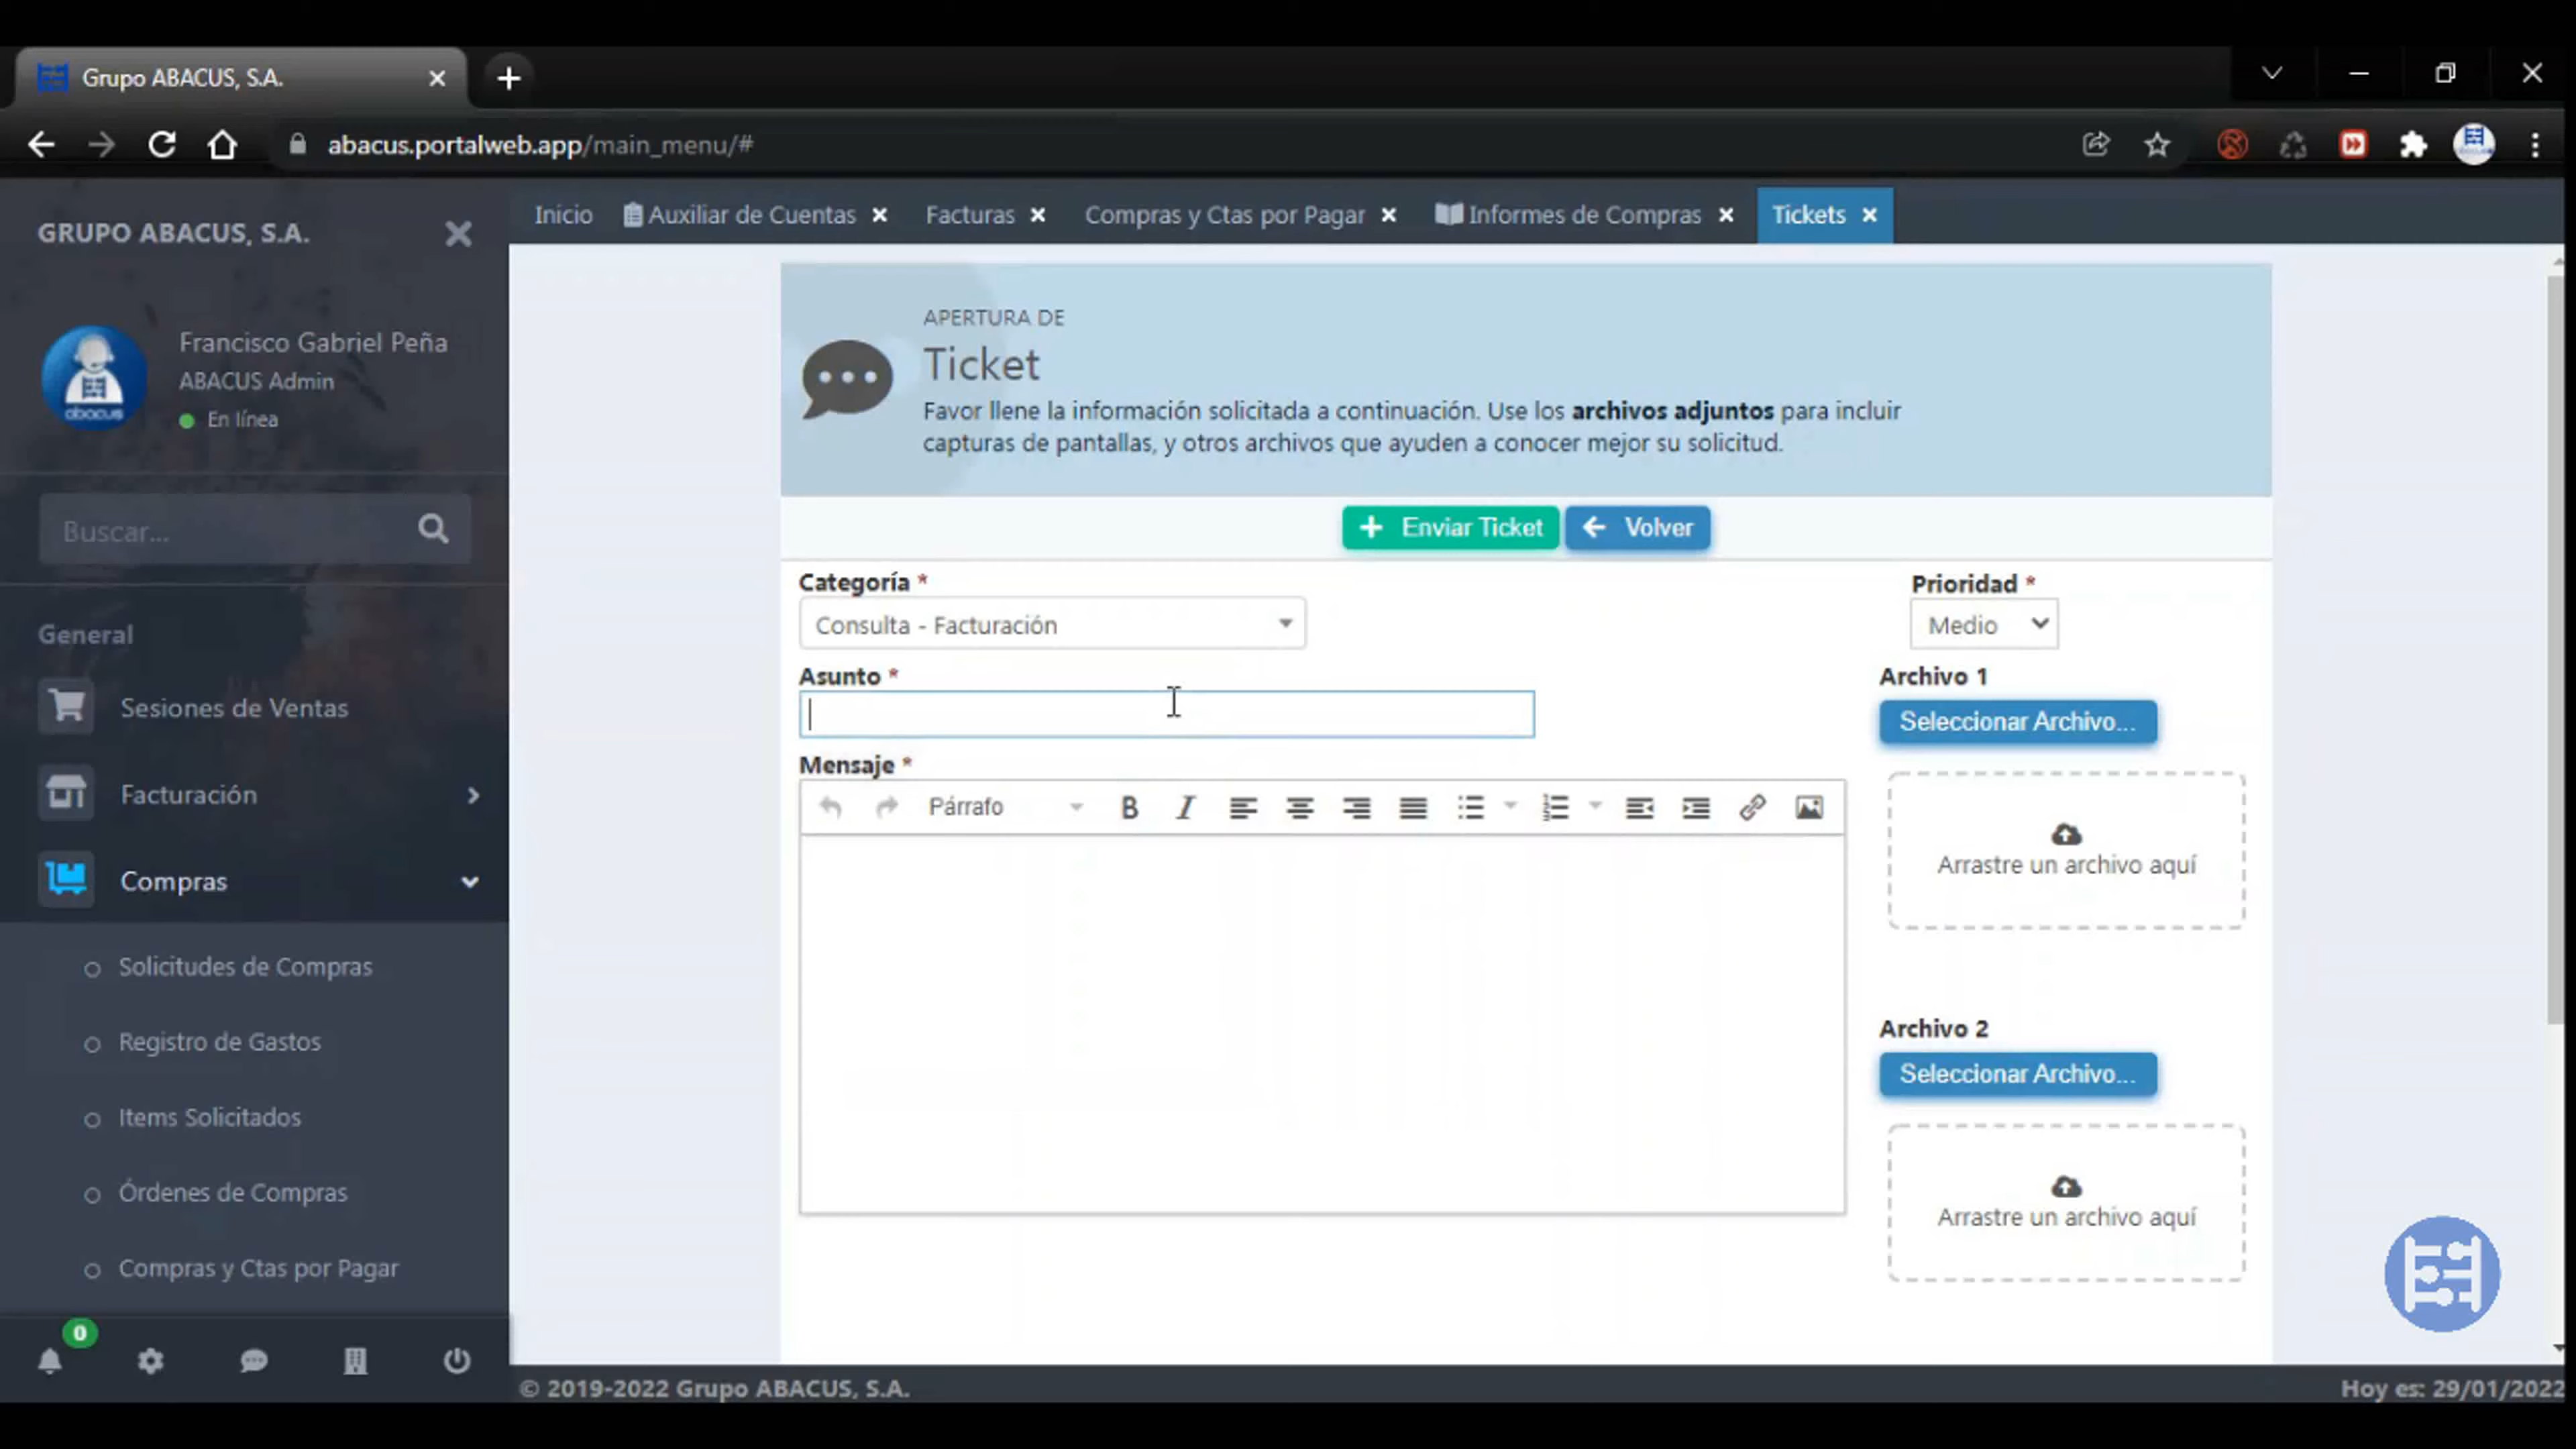 Grupo ABACUS, S.A.
abacus.portalweb.app/main_menu/#
GRUPO ABACUS, S.A.
Francisco Gabriel Peña
ABACUS Admin
En línea
abacus
Buscar...
General
Sesiones de Ventas
Facturación
Compras
Solicitudes de Compras
Registro de Gastos
Items Solicitados
Órdenes de Compras
Compras y Ctas por Pagar
0
Inicio
Auxiliar de Cuentas
Facturas
Compras y Ctas por Pagar
Informes de Compras
Tickets
APERTURA DE
Ticket
Favor llene la información solicitada a continuación. Use los archivos adjuntos para incluir
capturas de pantallas, y otros archivos que ayuden a conocer mejor su solicitud.
Enviar Ticket
Volver
Categoría *
Consulta - Facturación
Prioridad *
Medio
Asunto *
Mensaje *
Párrafo
B
I
Archivo 1
Seleccionar Archivo...
Arrastre un archivo aquí
Archivo 2
Seleccionar Archivo...
Arrastre un archivo aquí
© 2019-2022 Grupo ABACUS, S.A.
Hoy es: 29/01/2022